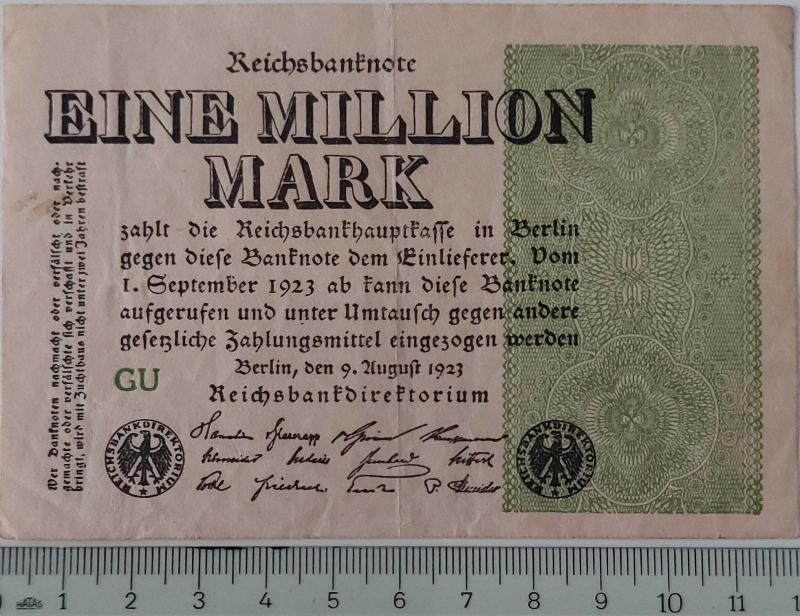 Reichsbanknote
EINE MILLION
MARK
zahlt die Reichsbankhauptkasse in Berlin
gegen diese Banknote dem Einlieferer. Vom
1. September 1923 ab kann diese Banknote
aufgerufen und unter Umtausch gegen andere
gesetzliche Zahlungsmittel eingezogen werden
Berlin, den 9. August 1923
Reichsbankdirektorium
GU
Wer Banknoten nachmacht oder verfälscht oder nach-
gemachte oder verfälschte sich verschafft und in Verkehr
bringt, wird mit Zuchthaus nicht unter zwei Jahren bestraft
REICHSBANKDIREKTORIUM
REICHSBANKDIREKTORIUM
0 1 2 3 4 5 6 7 8 9 10 11